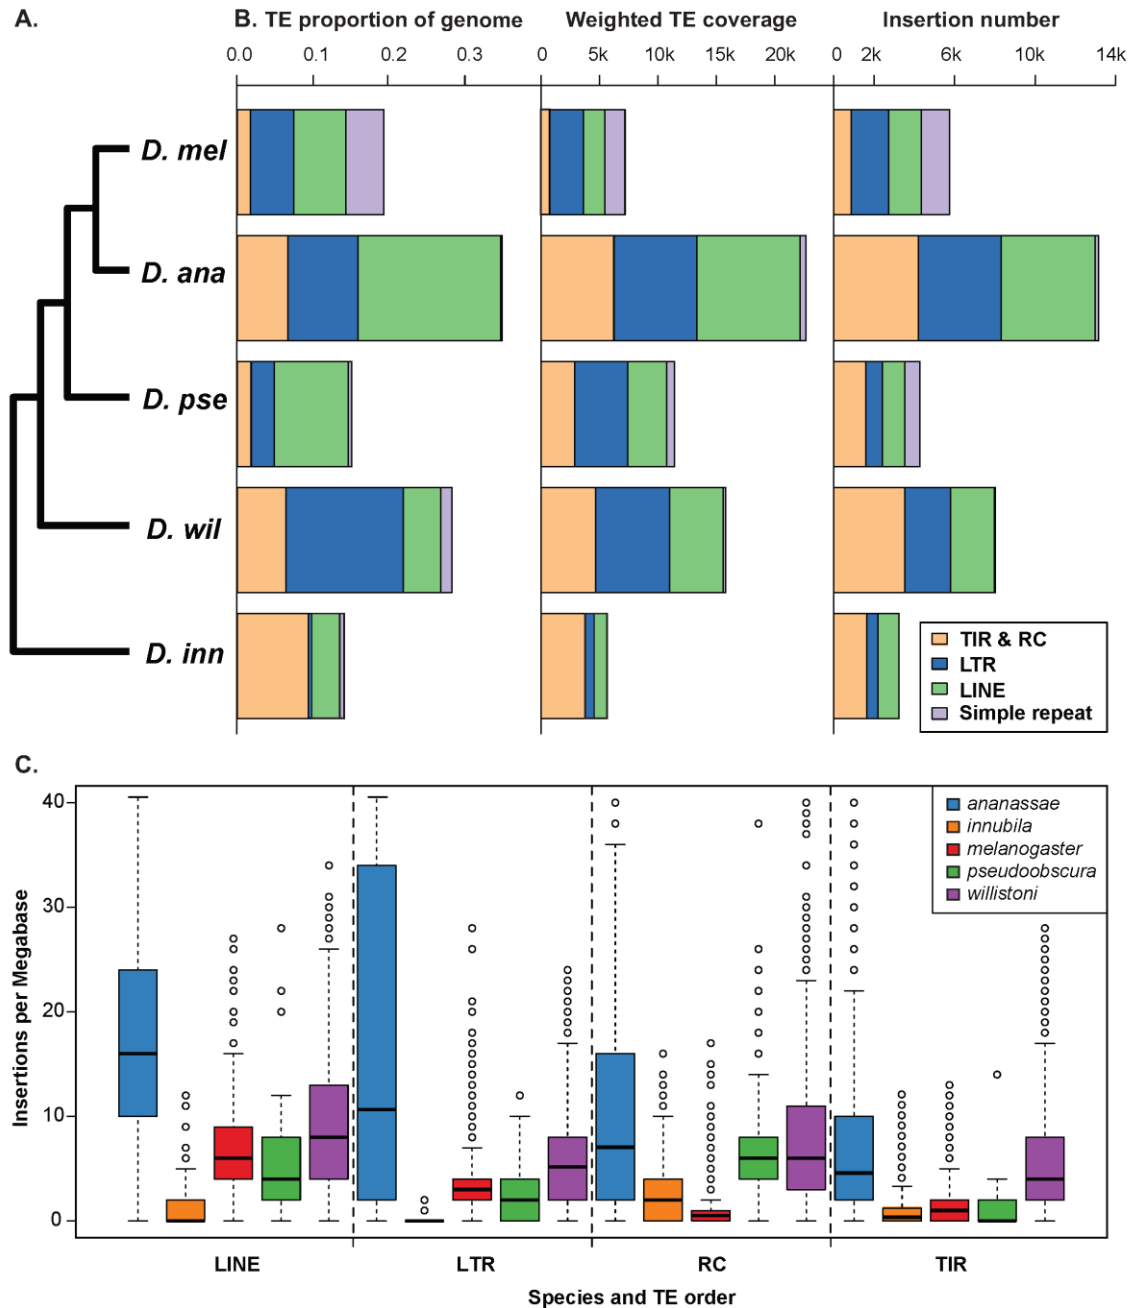 A.
B. TE proportion of genome
Weighted TE coverage
Insertion number
0.0 0.1 0.2 0.3
0 5k 10k 15k 20k
0 2k 6k 10k 14k
D. mel
D. ana
D. pse
D. wil
D. inn
TIR & RC
LTR
LINE
Simple repeat
C.
Insertions per Megabase
40
30
20
10
0
ananassae
innubila
melanogaster
pseudoobscura
willistoni
LINE LTR RC TIR
Species and TE order